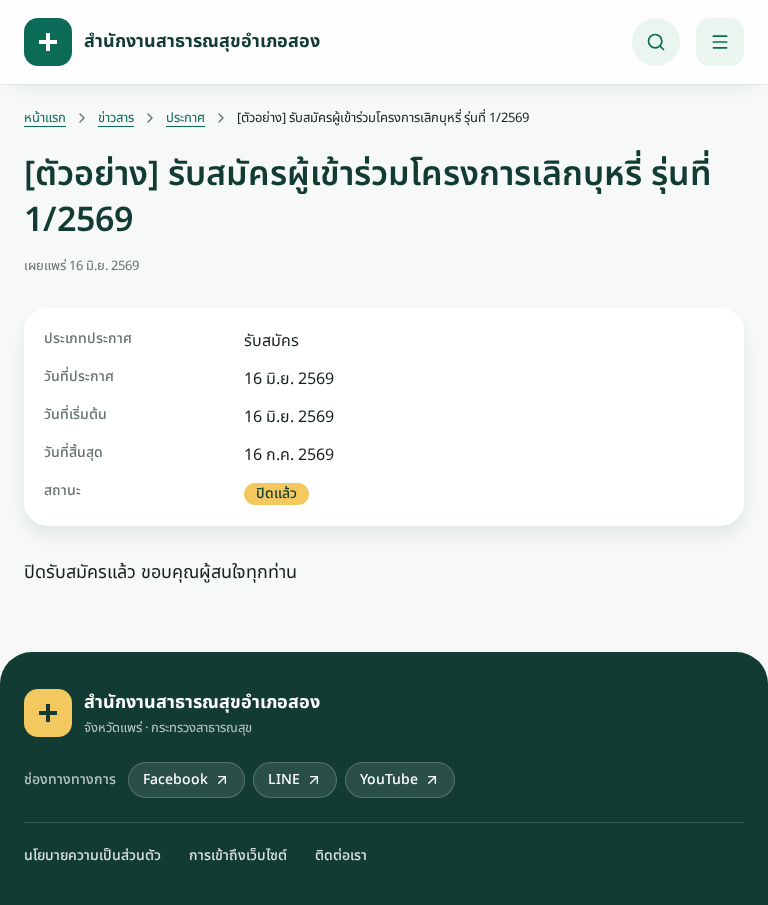 สำนักงานสาธารณสุขอำเภอสอง
หน้าแรก > ข่าวสาร > ประกาศ > [ตัวอย่าง] รับสมัครผู้เข้าร่วมโครงการเลิกบุหรี่ รุ่นที่ 1/2569
[ตัวอย่าง] รับสมัครผู้เข้าร่วมโครงการเลิกบุหรี่ รุ่นที่
1/2569
เผยแพร่ 16 มิ.ย. 2569
ประเภทประกาศ รับสมัคร
วันที่ประกาศ 16 มิ.ย. 2569
วันที่เริ่มต้น 16 มิ.ย. 2569
วันที่สิ้นสุด 16 ก.ค. 2569
สถานะ ปิดแล้ว
ปิดรับสมัครแล้ว ขอบคุณผู้สนใจทุกท่าน
สำนักงานสาธารณสุขอำเภอสอง
จังหวัดแพร่ · กระทรวงสาธารณสุข
ช่องทางทางการ Facebook LINE YouTube
นโยบายความเป็นส่วนตัว การเข้าถึงเว็บไซต์ ติดต่อเรา